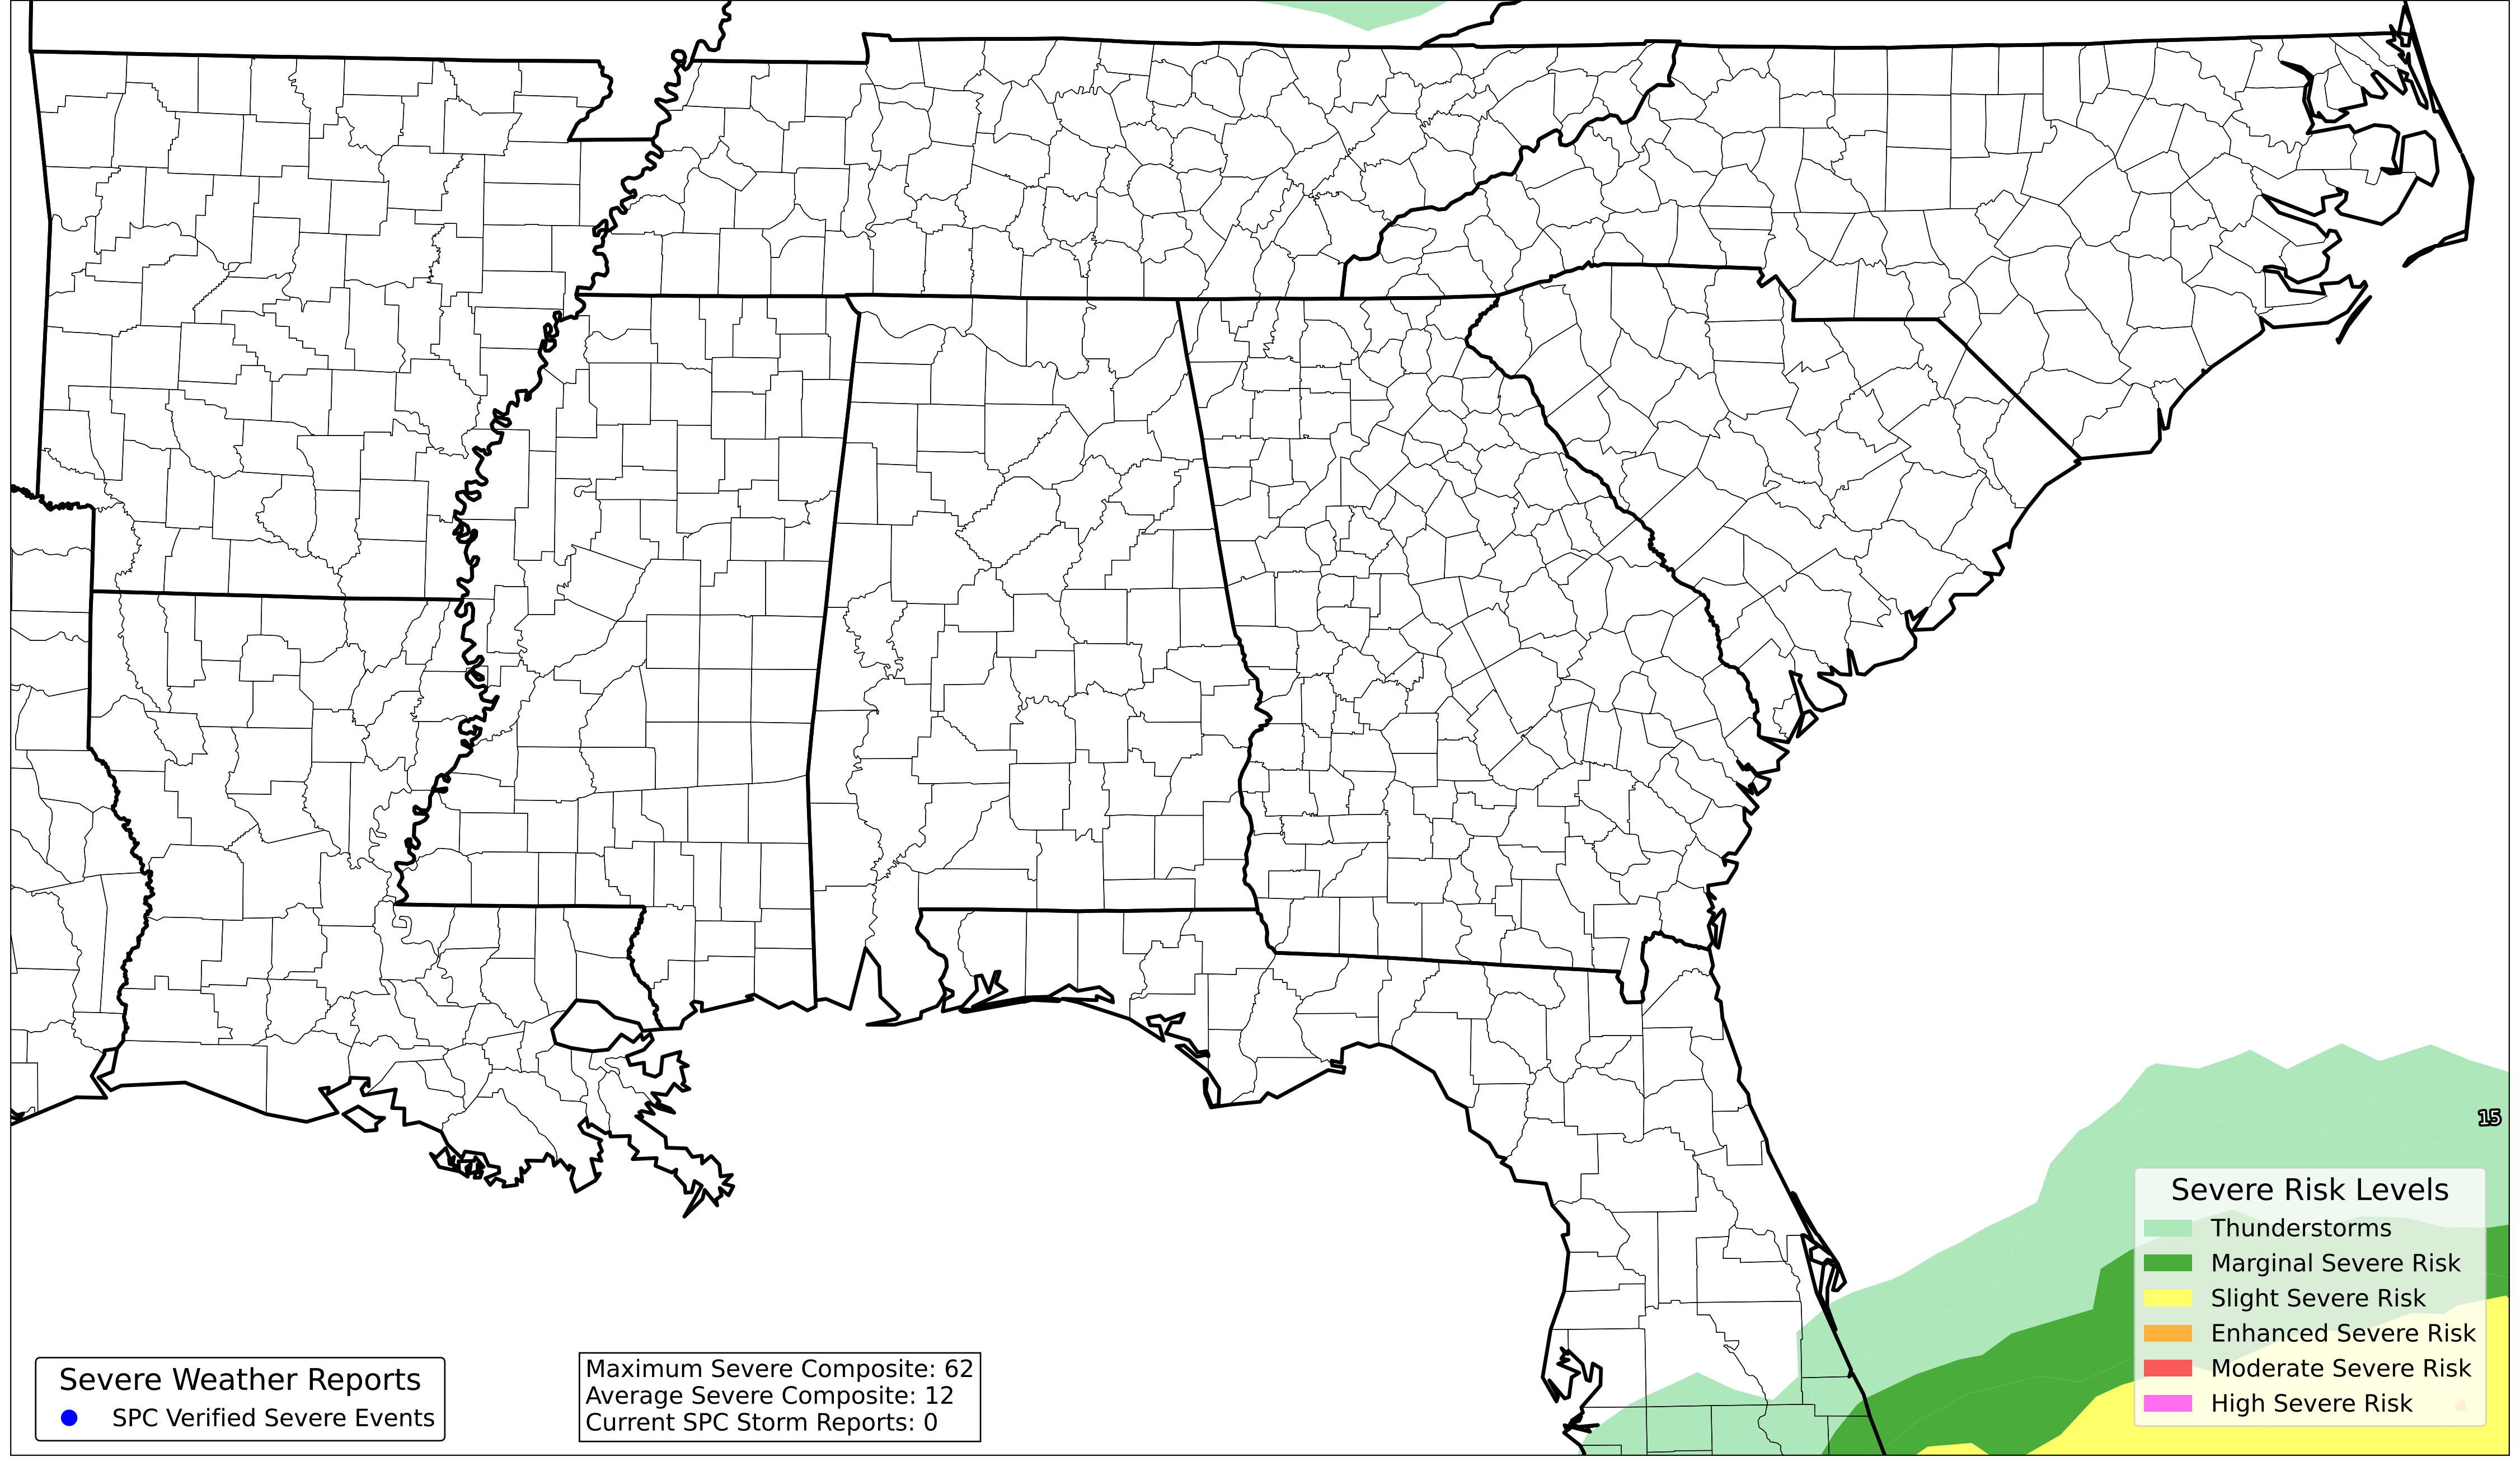 15
Severe Risk Levels
Thunderstorms
Marginal Severe Risk
Slight Severe Risk
Enhanced Severe Risk
Moderate Severe Risk
High Severe Risk
Severe Weather Reports
SPC Verified Severe Events
Maximum Severe Composite: 62
Average Severe Composite: 12
Current SPC Storm Reports: 0